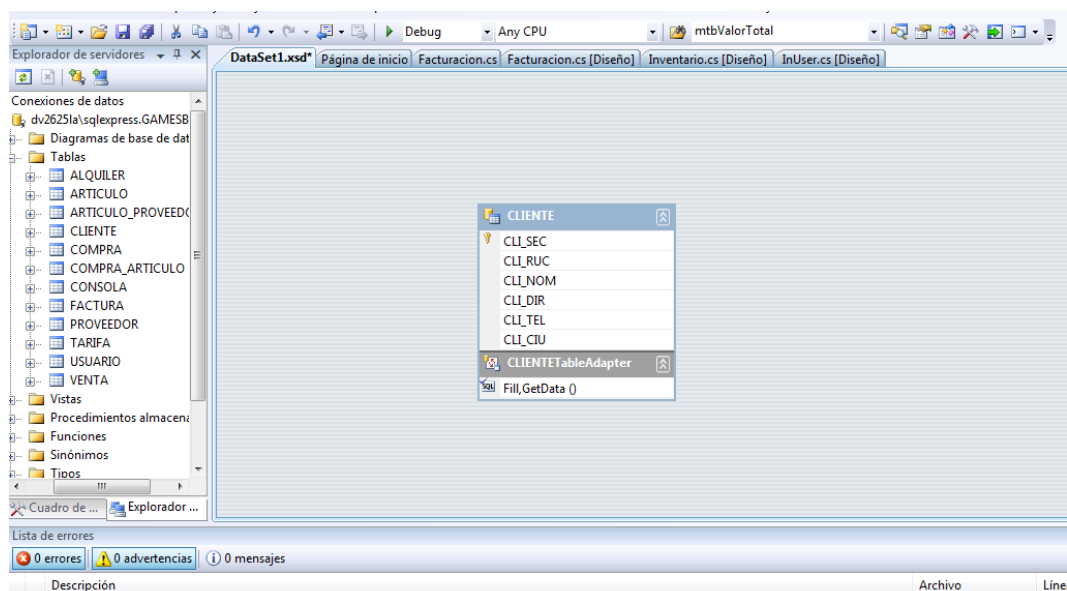 Debug Any CPU mtbValorTotal
Explorador de servidores
DataSet1.xsd* Página de inicio Facturacion.cs Facturacion.cs [Diseño] Inventario.cs [Diseño] InUser.cs [Diseño]
Conexiones de datos
dv2625la\sqlexpress.GAMESB
Diagramas de base de dat
Tablas
ALQUILER
ARTICULO
ARTICULO_PROVEEDO
CLIENTE
COMPRA
COMPRA_ARTICULO
CONSOLA
FACTURA
PROVEEDOR
TARIFA
USUARIO
VENTA
Vistas
Procedimientos almacena
Funciones
Sinónimos
Tipos
Cuadro de ... Explorador ...
CLIENTE
CLI_SEC
CLI_RUC
CLI_NOM
CLI_DIR
CLI_TEL
CLI_CIU
CLIENTETableAdapter
SQL Fill,GetData ()
Lista de errores
0 errores 0 advertencias 0 mensajes
Descripción Archivo Líne